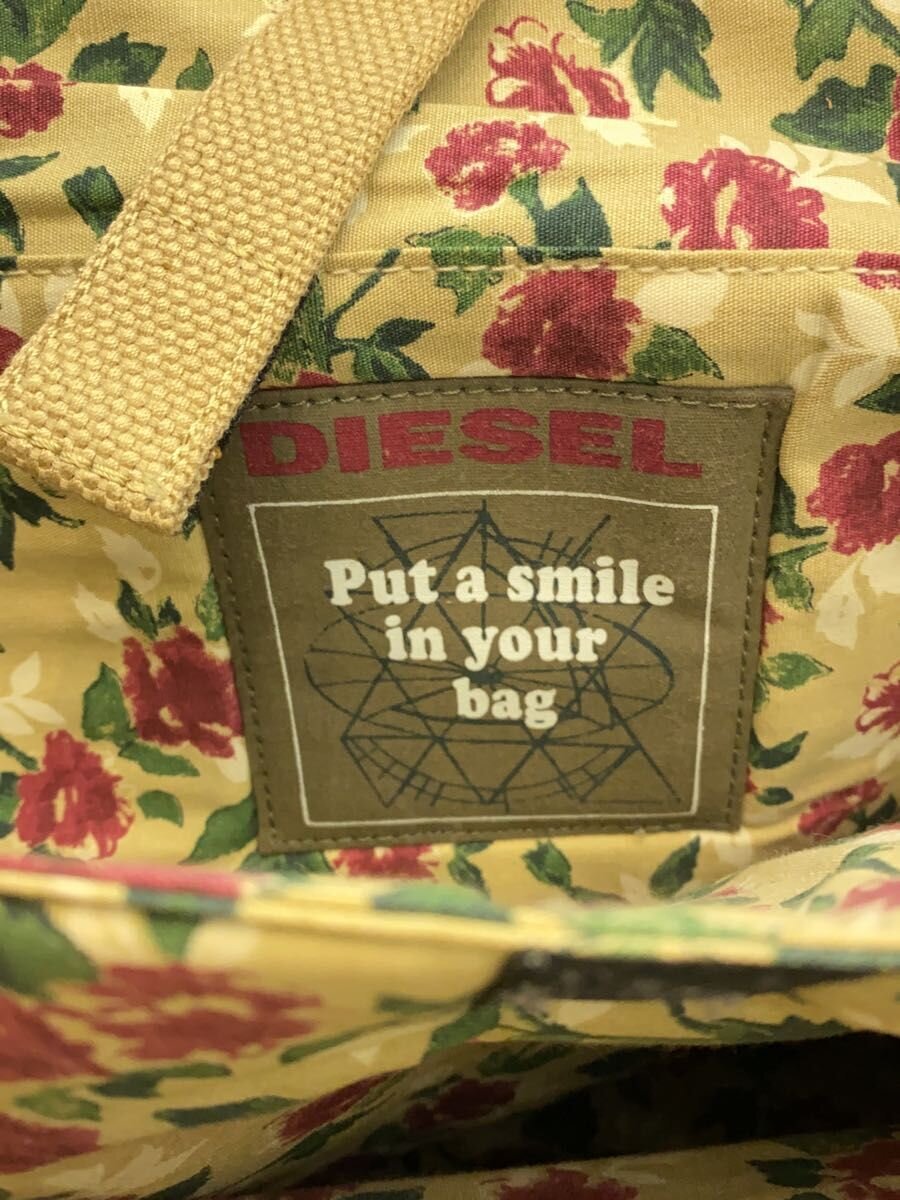 DIESEL
Put a smile
in your
bag